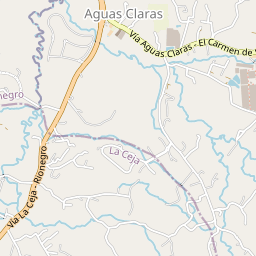 Aguas Claras
Vía Aguas Claras - El Carmen de V
negro
La Ceja
Vía La Ceja - Rionegro